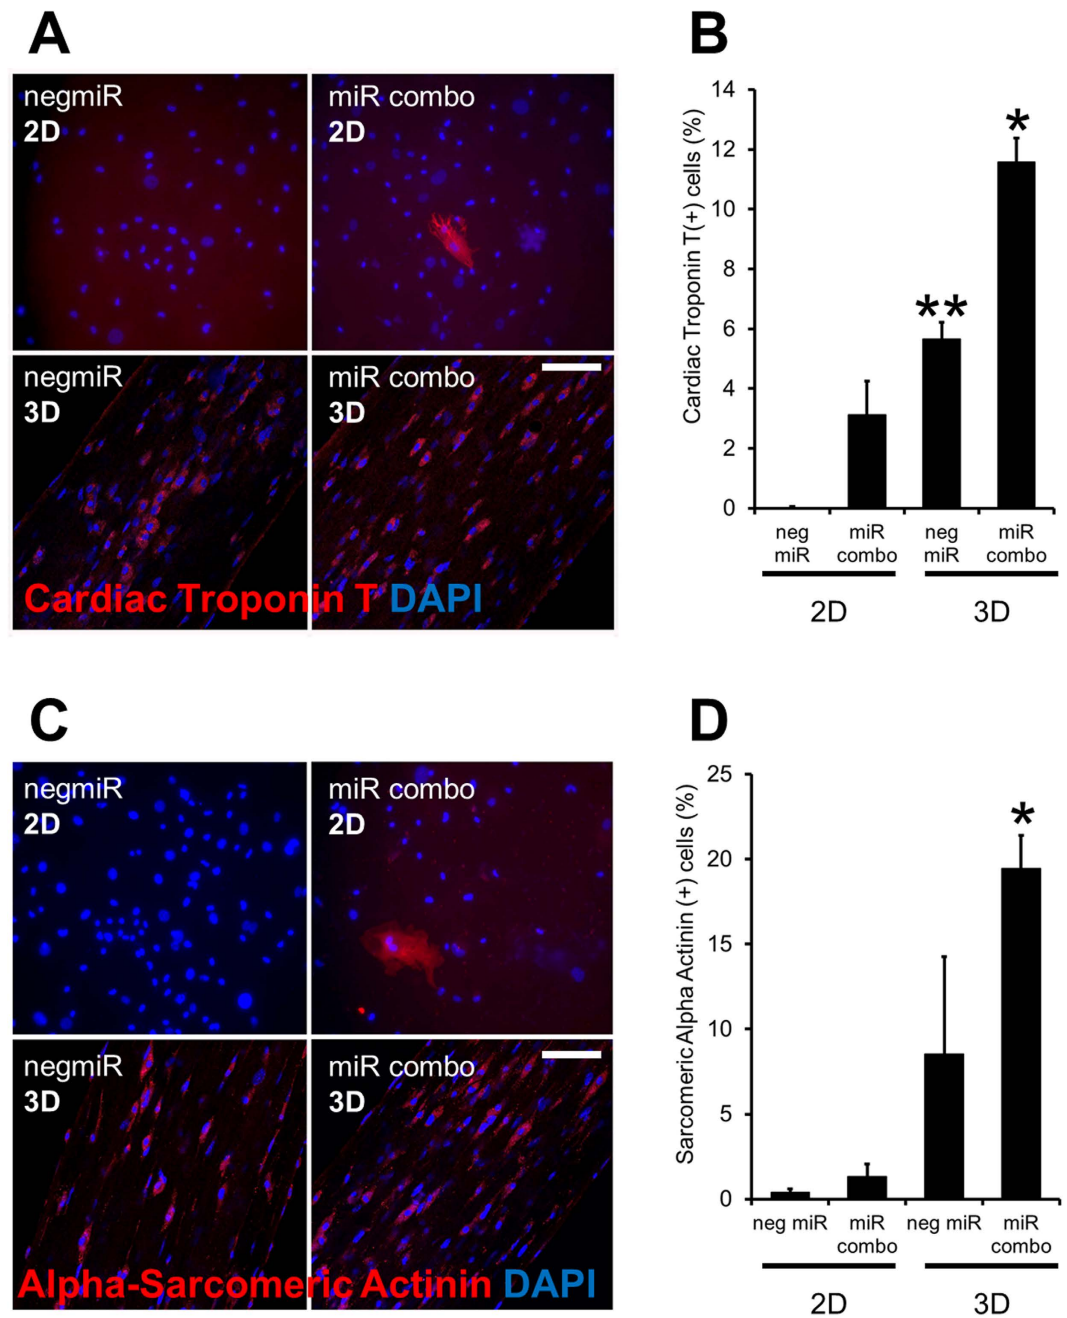 A
negmiR
2D
miR combo
2D
negmiR
3D
miR combo
3D
Cardiac Troponin T DAPI
B
Cardiac Troponin T(+) cells (%)
14
12
10
8
6
4
2
0
**
*
neg
miR
miR
combo
neg
miR
miR
combo
2D
3D
C
negmiR
2D
miR combo
2D
negmiR
3D
miR combo
3D
Alpha-Sarcomeric Actinin DAPI
D
Sarcomeric Alpha Actinin (+) cells (%)
25
20
15
10
5
0
*
neg miR
miR
combo
neg miR
miR
combo
2D
3D